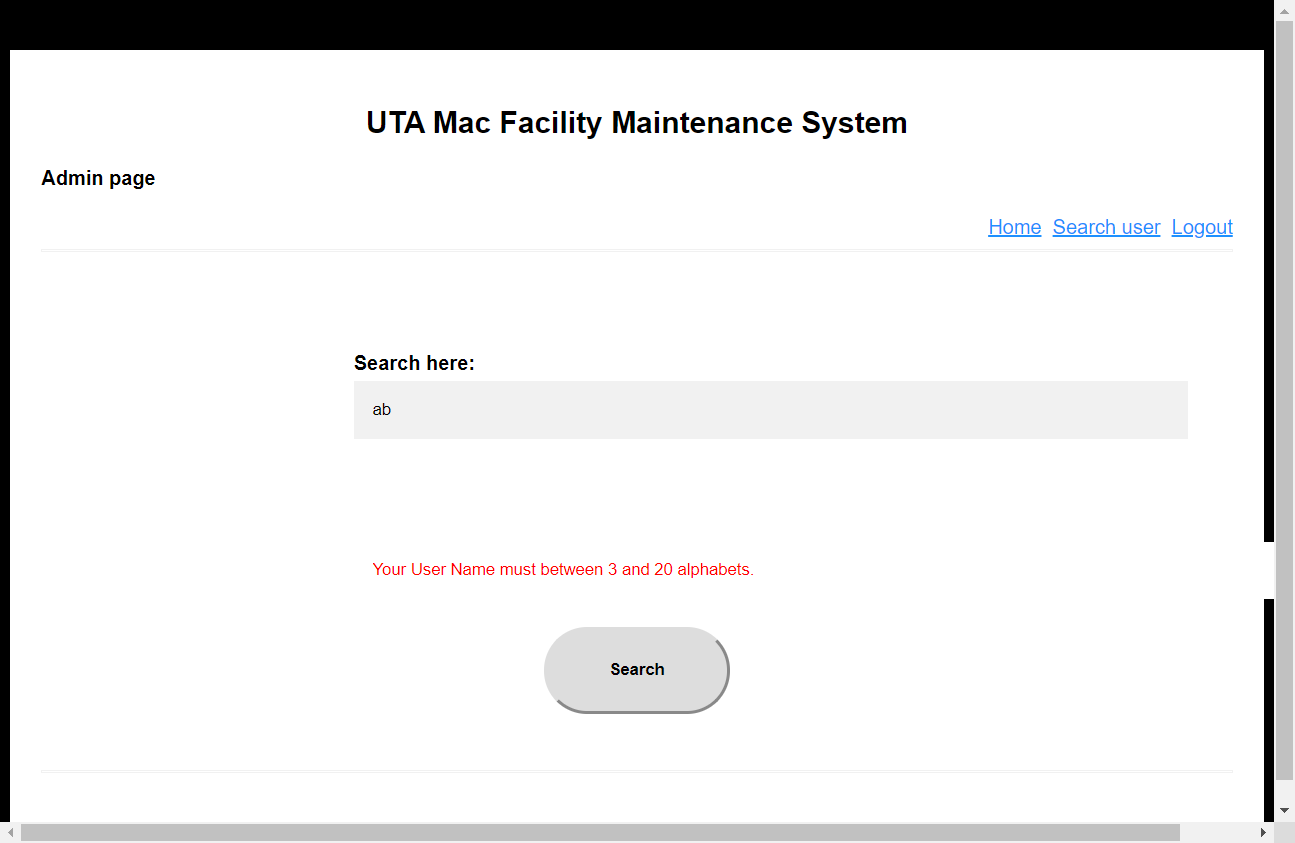 UTA Mac Facility Maintenance System
Admin page
Home Search user Logout
Search here:
ab
Your User Name must between 3 and 20 alphabets.
Search